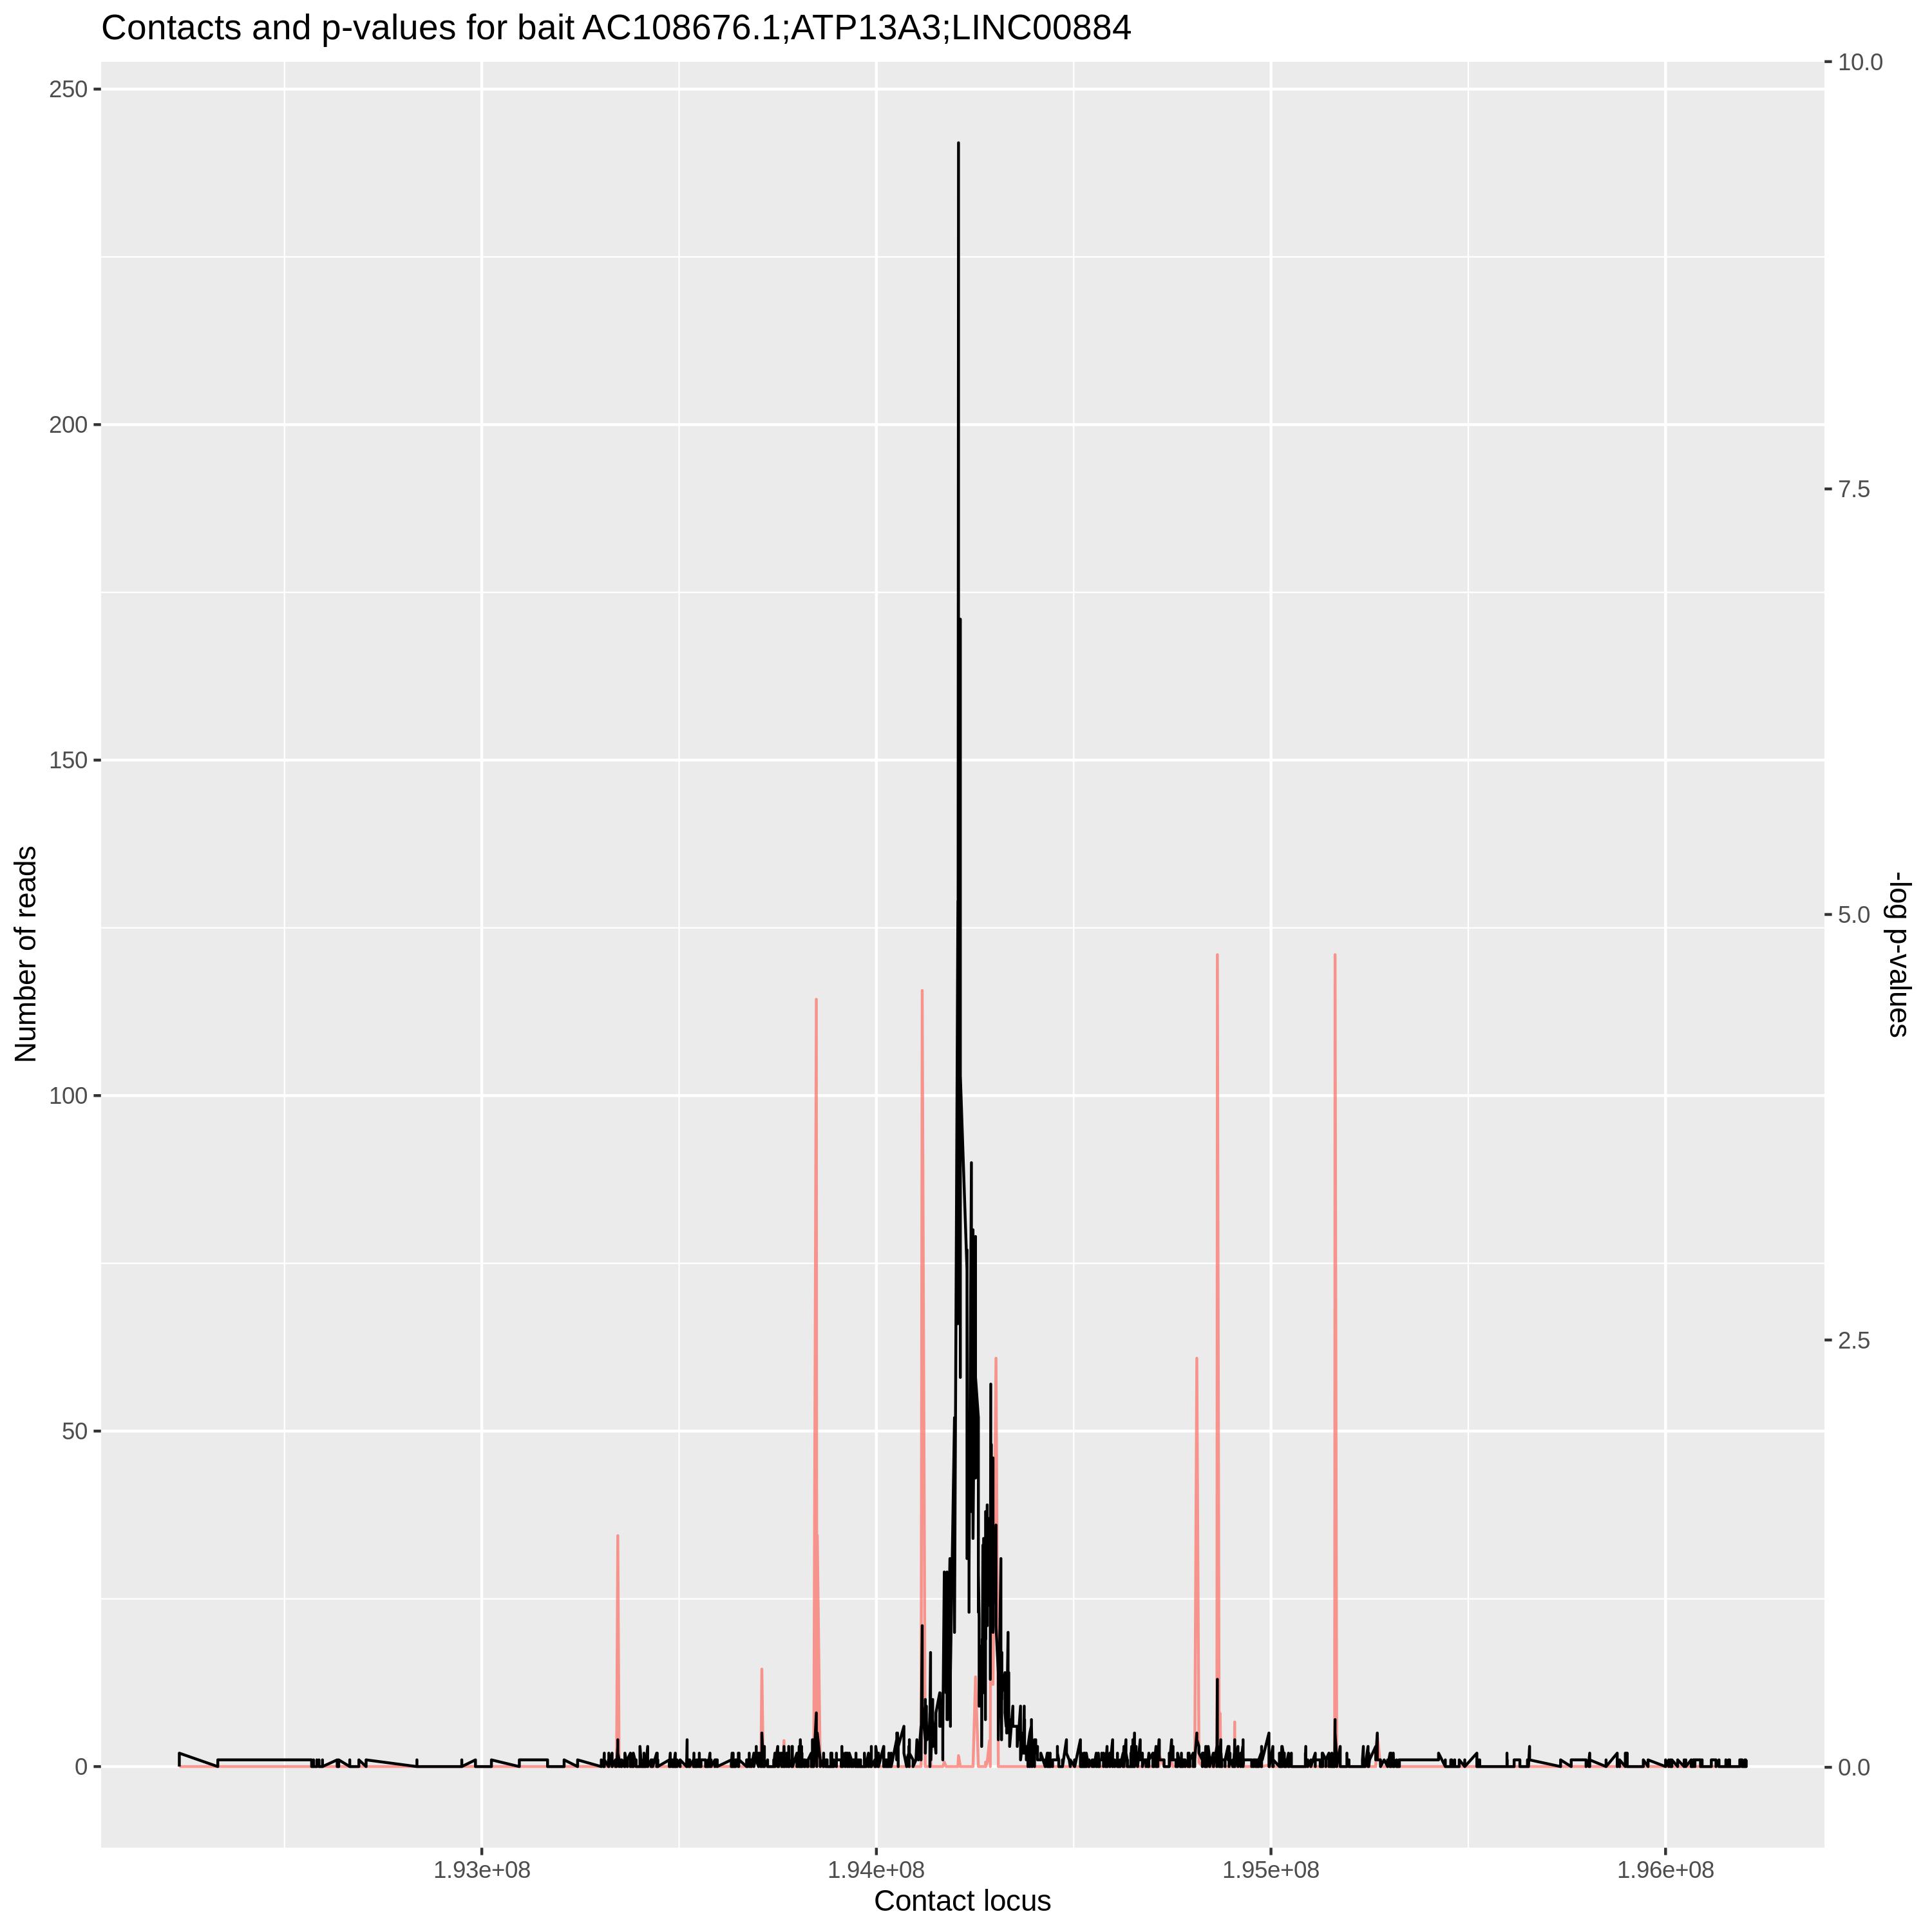 Contacts and p-values for bait AC108676.1;ATP13A3;LINC00884
250
200
150
100
50
0
Number of reads
10.0
7.5
5.0
2.5
0.0
-log p-values
1.93e+08
1.94e+08
1.95e+08
1.96e+08
Contact locus